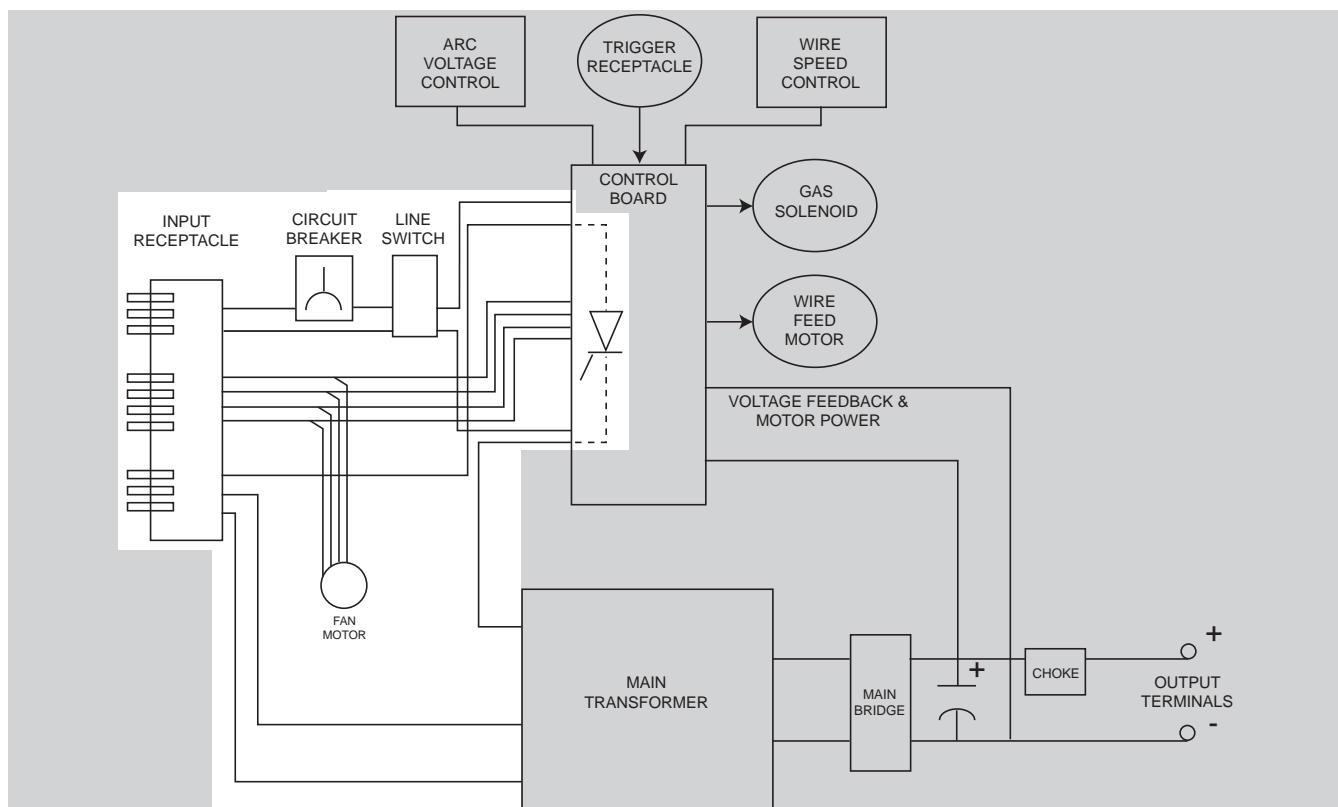 ARC
VOLTAGE
CONTROL
TRIGGER
RECEPTACLE
WIRE
SPEED
CONTROL
CONTROL
BOARD
GAS
SOLENOID
INPUT
RECEPTACLE
CIRCUIT
BREAKER
LINE
SWITCH
WIRE
FEED
MOTOR
VOLTAGE FEEDBACK &
MOTOR POWER
FAN
MOTOR
MAIN
TRANSFORMER
MAIN
BRIDGE
+
CHOKE
+
OUTPUT
TERMINALS
-